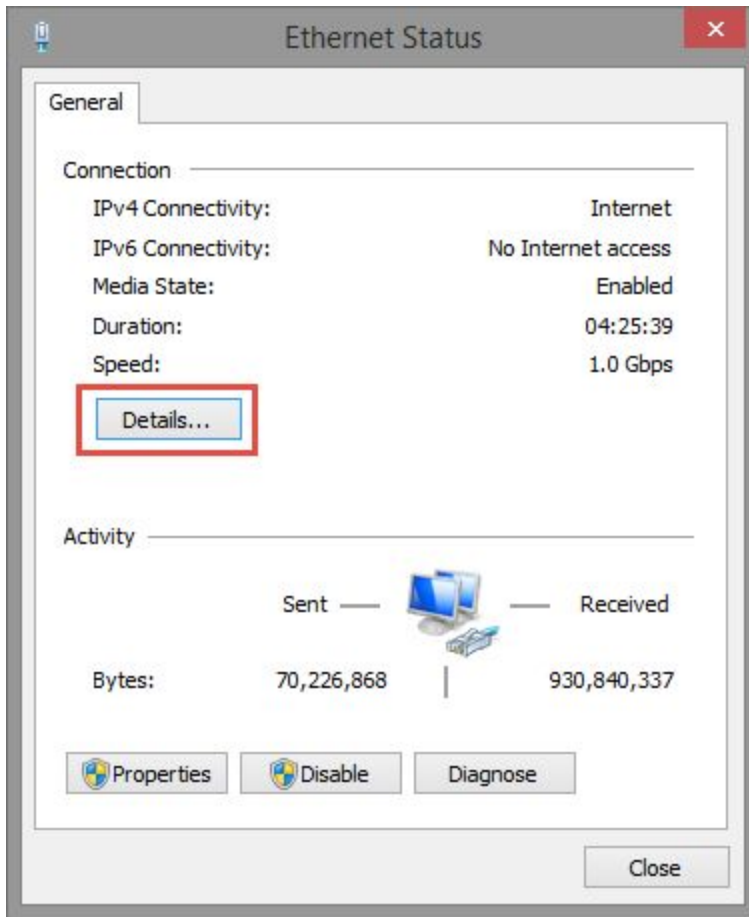 Ethernet Status
General
Connection
IPv4 Connectivity: Internet
IPv6 Connectivity: No Internet access
Media State: Enabled
Duration: 04:25:39
Speed: 1.0 Gbps
Details...
Activity
Sent Received
Bytes: 70,226,868 930,840,337
Properties Disable Diagnose
Close